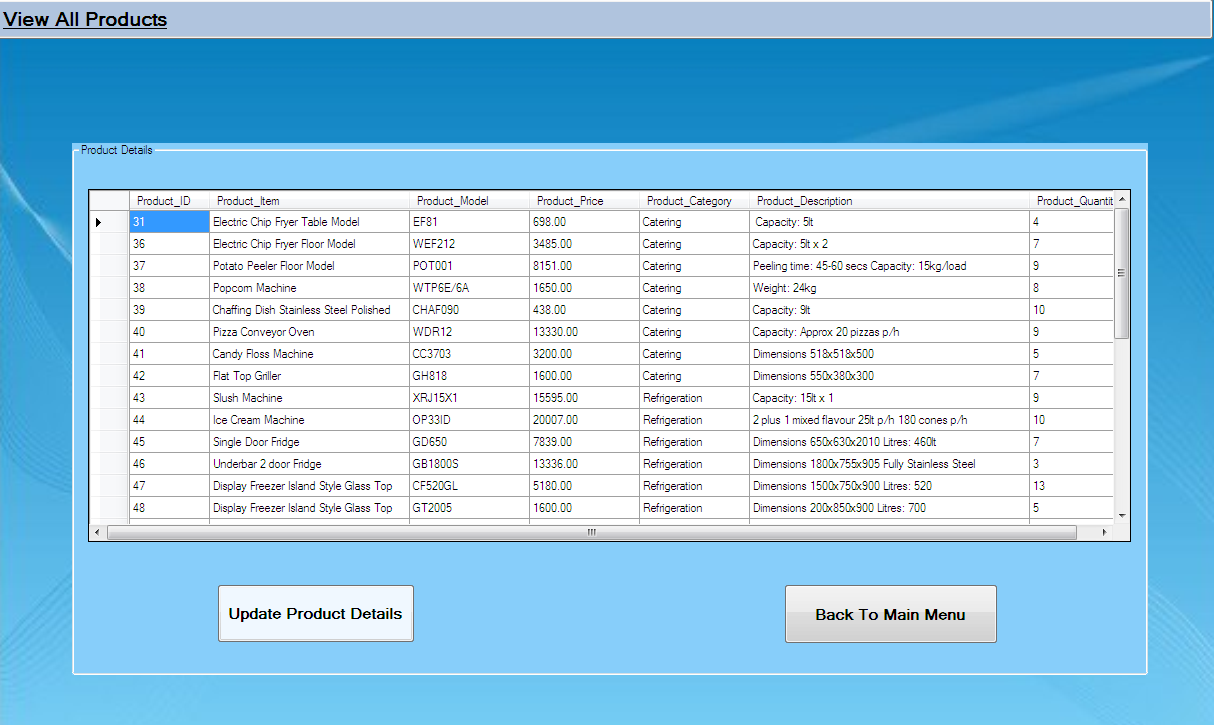 View All Products
Product Details
Product_ID Product_Item Product_Model Product_Price Product_Category Product_Description Product_Quantit
31 Electric Chip Fryer Table Model EF81 698.00 Catering Capacity: 5lt 4
36 Electric Chip Fryer Floor Model WEF212 3485.00 Catering Capacity: 5lt x 2 7
37 Potato Peeler Floor Model POT001 8151.00 Catering Peeling time: 45-60 secs Capacity: 15kg/load 9
38 Popcorn Machine WTP6E/6A 1650.00 Catering Weight: 24kg 8
39 Chaffing Dish Stainless Steel Polished CHAF090 438.00 Catering Capacity: 9lt 10
40 Pizza Conveyor Oven WDR12 13330.00 Catering Capacity: Approx 20 pizzas p/h 9
41 Candy Floss Machine CC3703 3200.00 Catering Dimensions 518x518x500 5
42 Flat Top Griller GH818 1600.00 Catering Dimensions 550x380x300 7
43 Slush Machine XRJ15X1 15595.00 Refrigeration Capacity: 15lt x 1 9
44 Ice Cream Machine OP33ID 20007.00 Refrigeration 2 plus 1 mixed flavour 25lt p/h 180 cones p/h 10
45 Single Door Fridge GD650 7839.00 Refrigeration Dimensions 650x630x2010 Litres: 460lt 7
46 Underbar 2 door Fridge GB1800S 13336.00 Refrigeration Dimensions 1800x755x905 Fully Stainless Steel 3
47 Display Freezer Island Style Glass Top CF520GL 5180.00 Refrigeration Dimensions 1500x750x900 Litres: 520 13
48 Display Freezer Island Style Glass Top GT2005 1600.00 Refrigeration Dimensions 200x850x900 Litres: 700 5
Update Product Details
Back To Main Menu